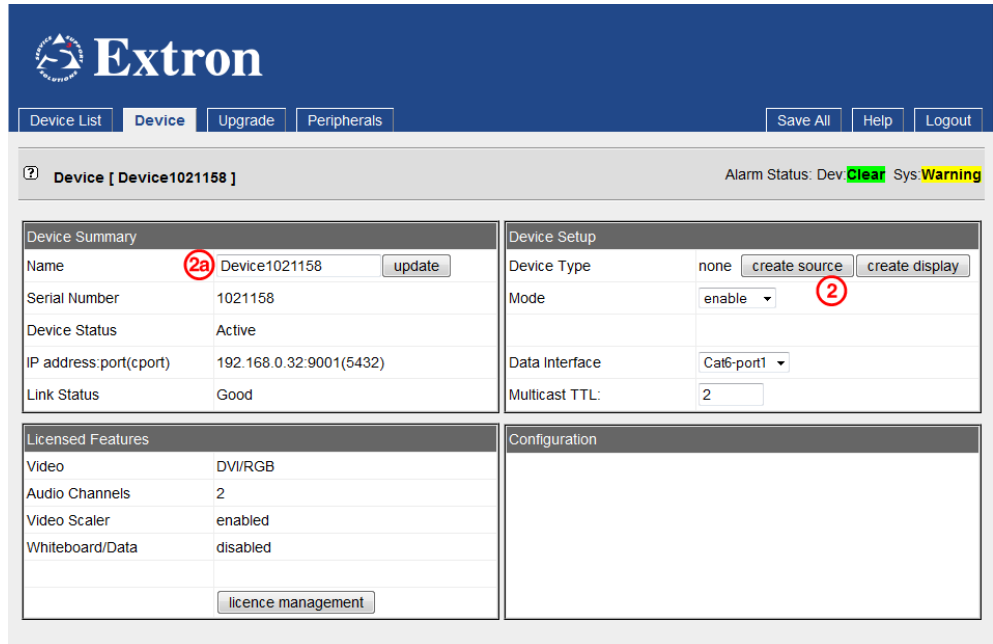 SERVICE SUPPORT SOLUTIONS
Extron
Device List Device Upgrade Peripherals Save All Help Logout
? Device [ Device1021158 ] Alarm Status: Dev:Clear Sys:Warning
Device Summary
Name 2a Device1021158 update
Serial Number 1021158
Device Status Active
IP address:port(cport) 192.168.0.32:9001(5432)
Link Status Good
Device Setup
Device Type none create source create display
2
Mode enable
Data Interface Cat6-port1
Multicast TTL: 2
Licensed Features
Video DVI/RGB
Audio Channels 2
Video Scaler enabled
Whiteboard/Data disabled
licence management
Configuration